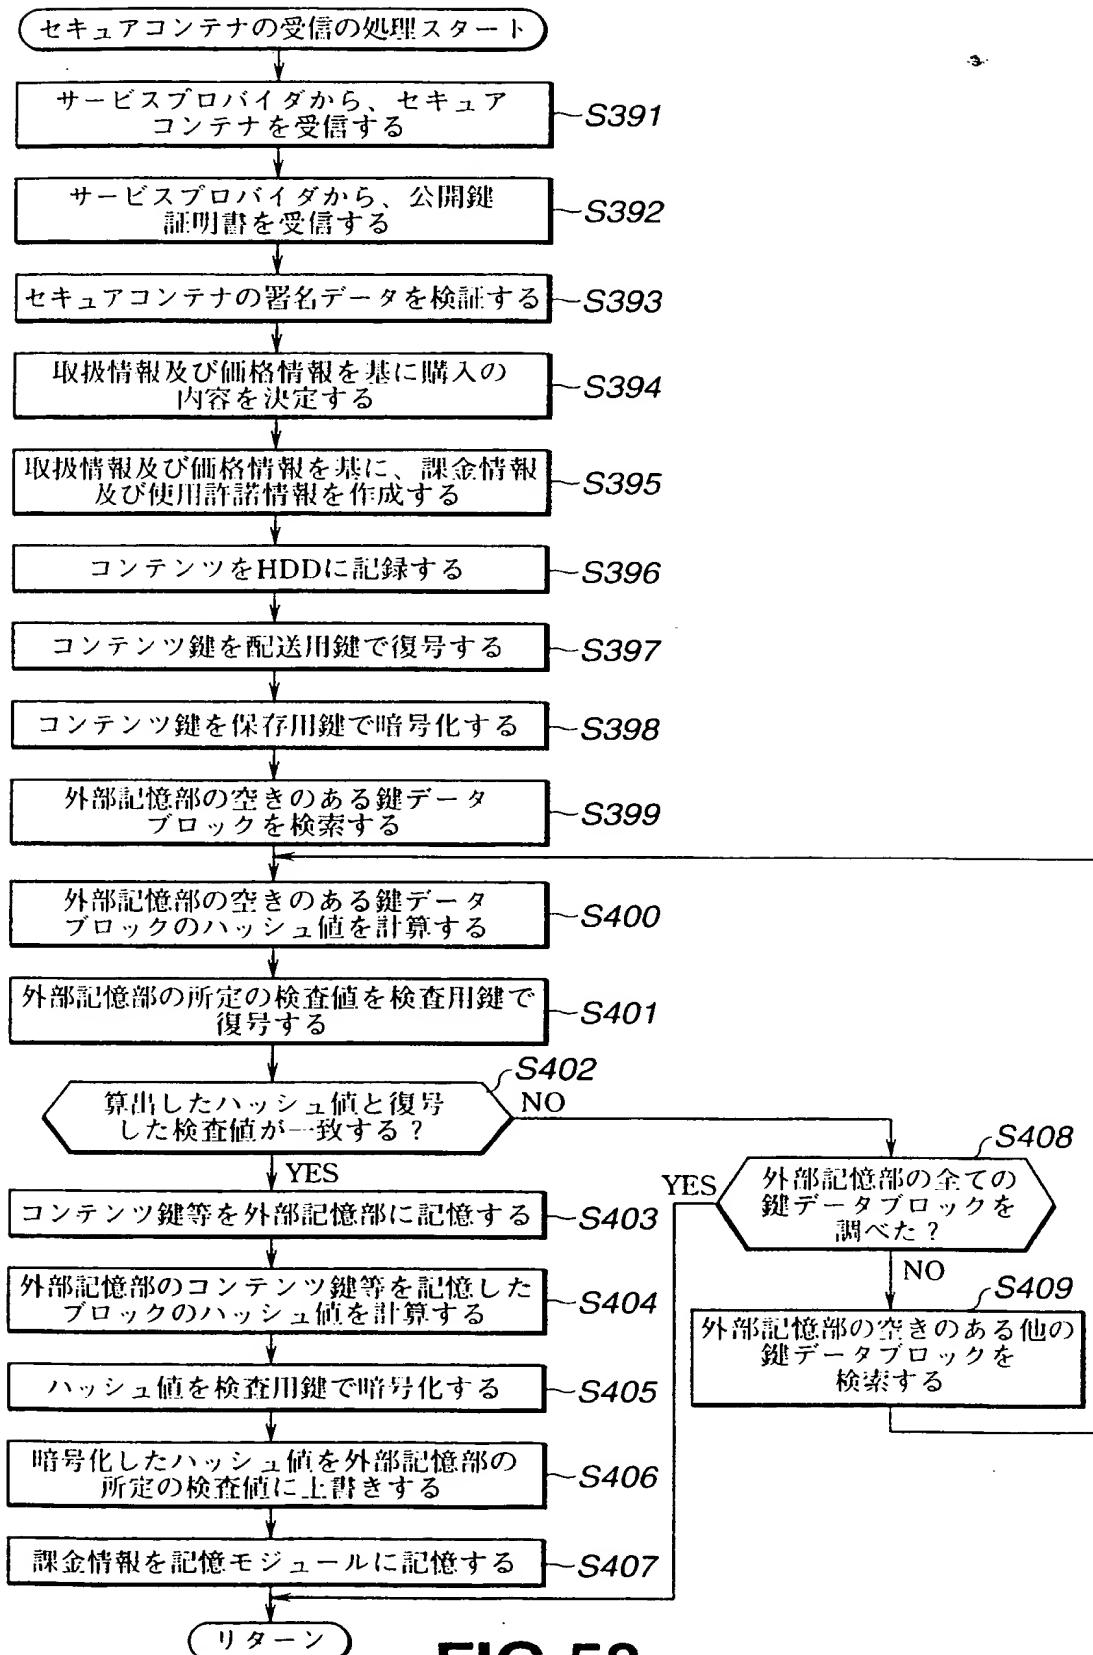 セキュアコンテナの受信の処理スタート
サービスプロバイダから、セキュア
コンテナを受信する
S391
サービスプロバイダから、公開鍵
証明書を受信する
S392
セキュアコンテナの署名データを検証する
S393
取扱情報及び価格情報を基に購入の
内容を決定する
S394
取扱情報及び価格情報を基に、課金情報
及び使用許諾情報を作成する
S395
コンテンツをHDDに記録する
S396
コンテンツ鍵を配送用鍵で復号する
S397
コンテンツ鍵を保存用鍵で暗号化する
S398
外部記憶部の空きのある鍵データ
ブロックを検索する
S399
外部記憶部の空きのある鍵データ
ブロックのハッシュ値を計算する
S400
外部記憶部の所定の検査値を検査用鍵で
復号する
S401
S402
算出したハッシュ値と復号
した検査値が一致する?
NO
YES
コンテンツ鍵等を外部記憶部に記憶する
S403
外部記憶部のコンテンツ鍵等を記憶した
ブロックのハッシュ値を計算する
S404
ハッシュ値を検査用鍵で暗号化する
S405
暗号化したハッシュ値を外部記憶部の
所定の検査値に上書きする
S406
課金情報を記憶モジュールに記憶する
S407
リターン
S408
外部記憶部の全ての
鍵データブロックを
調べた?
YES
NO
S409
外部記憶部の空きのある他の
鍵データブロックを
検索する